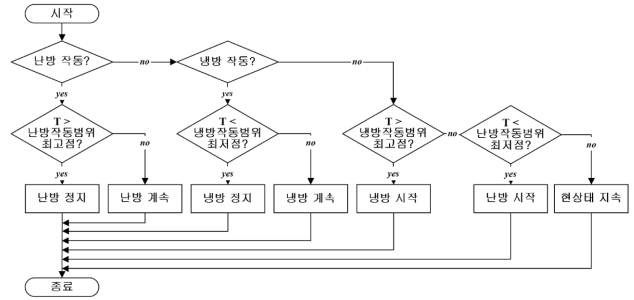 시작
난방 작동?
no
냉방 작동?
no
yes
yes
T >
난방작동범위
최고점?
no
T <
냉방작동범위
최저점?
no
T >
냉방작동범위
최고점?
no
T <
난방작동범위
최저점?
no
yes
yes
yes
yes
난방 정지
난방 계속
냉방 정지
냉방 계속
냉방 시작
난방 시작
현상태 지속
종료